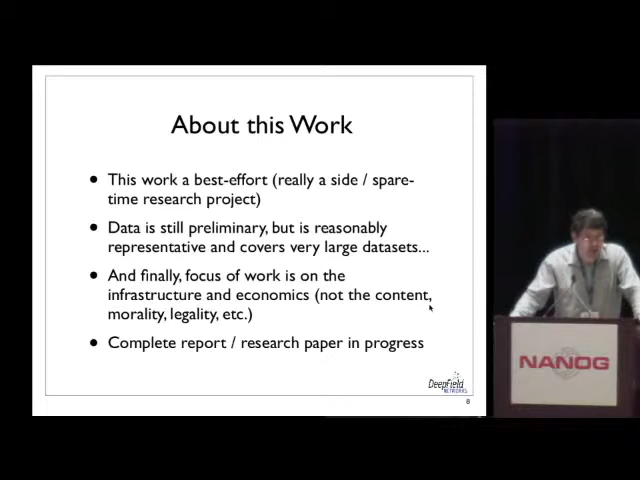 About this Work
• This work a best-effort (really a side / spare-
time research project)
• Data is still preliminary, but is reasonably
representative and covers very large datasets...
• And finally, focus of work is on the
infrastructure and economics (not the content,
morality, legality, etc.)
• Complete report / research paper in progress
DeepField
NETWORKS
8
NANOG